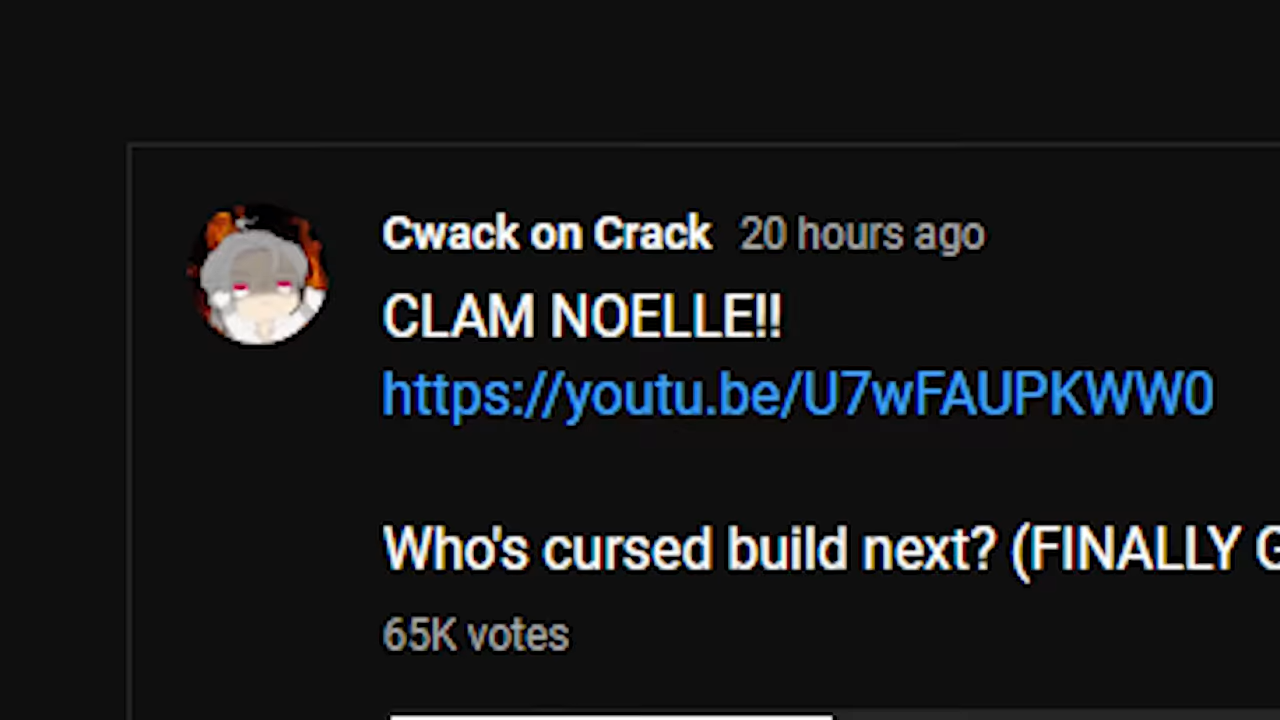 Cwack on Crack 20 hours ago
CLAM NOELLE!!
https://youtu.be/U7wFAUPKWW0
Who's cursed build next? (FINALLY G
65K votes